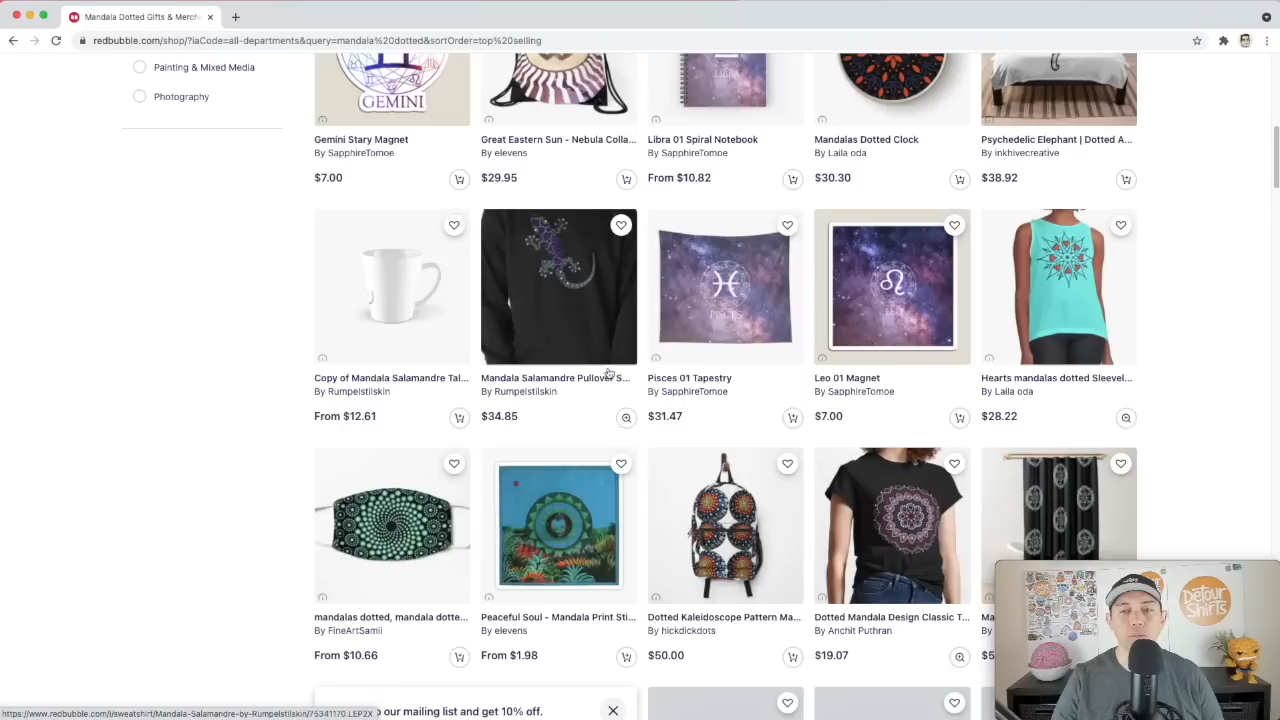 Mandala Dotted Gifts & Merch
redbubble.com/shop/?iaCode=all-departments&query=mandala%20dotted&sortOrder=top%20selling
Painting & Mixed Media
Photography
GEMINI
LIBRA
Gemini Stary Magnet
By SapphireTomoe
$7.00
Great Eastern Sun - Nebula Colla...
By elevens
$29.95
Libra 01 Spiral Notebook
By SapphireTomoe
From $10.82
Mandalas Dotted Clock
By Laila oda
$30.30
Psychedelic Elephant | Dotted A...
By inkhivecreative
$38.92
PISCES
LEO
Copy of Mandala Salamandre Tal...
By Rumpelstilskin
From $12.61
Mandala Salamandre Pullover S...
By Rumpelstilskin
$34.85
Pisces 01 Tapestry
By SapphireTomoe
$31.47
Leo 01 Magnet
By SapphireTomoe
$7.00
Hearts mandalas dotted Sleevel...
By Laila oda
$28.22
mandalas dotted, mandala dotte...
By FineArtSamii
From $10.66
Peaceful Soul - Mandala Print Sti...
By elevens
From $1.98
Dotted Kaleidoscope Pattern Ma...
By hickdickdots
$50.00
Dotted Mandala Design Classic T...
By Anchit Puthran
$19.07
Ma
By
$5
DeTour
SHIRTS
o our mailing list and get 10% off.
https://www.redbubble.com/i/sweatshirt/Mandala-Salamandre-by-Rumpelstilskin/75341170.LEP2X